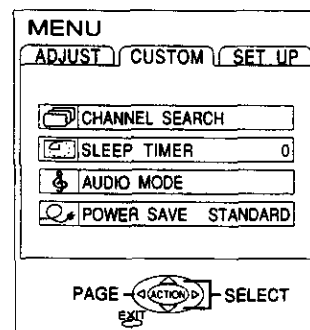 MENU
ADJUST CUSTOM SET UP
CHANNEL SEARCH
SLEEP TIMER 0
AUDIO MODE
POWER SAVE STANDARD
PAGE ACTION SELECT
EXIT